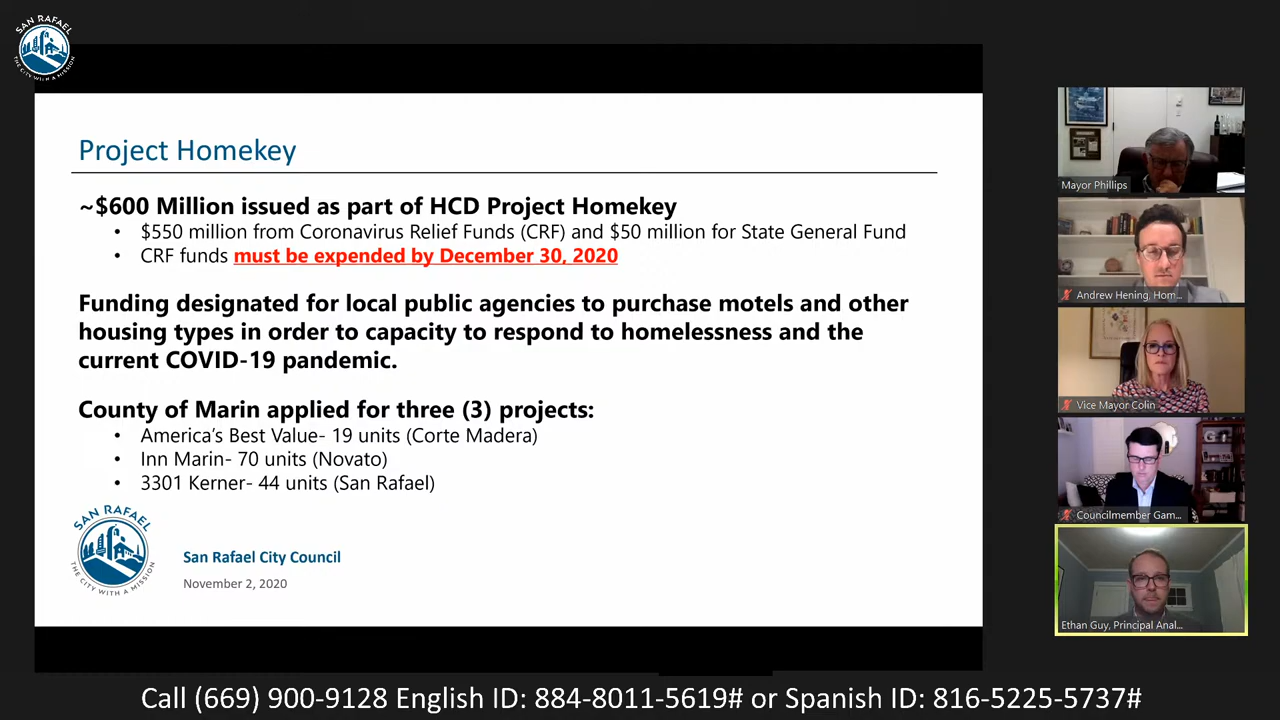 SAN RAFAEL
THE CITY WITH A MISSION
Project Homekey
~$600 Million issued as part of HCD Project Homekey
• $550 million from Coronavirus Relief Funds (CRF) and $50 million for State General Fund
• CRF funds must be expended by December 30, 2020
Funding designated for local public agencies to purchase motels and other
housing types in order to capacity to respond to homelessness and the
current COVID-19 pandemic.
County of Marin applied for three (3) projects:
• America's Best Value- 19 units (Corte Madera)
• Inn Marin- 70 units (Novato)
• 3301 Kerner- 44 units (San Rafael)
SAN RAFAEL
THE CITY WITH A MISSION
San Rafael City Council
November 2, 2020
Mayor Phillips
Andrew Hening, Hom...
Vice Mayor Colin
Councilmember Gam...
Ethan Guy, Principal Anal...
Call (669) 900-9128 English ID: 884-8011-5619# or Spanish ID: 816-5225-5737#